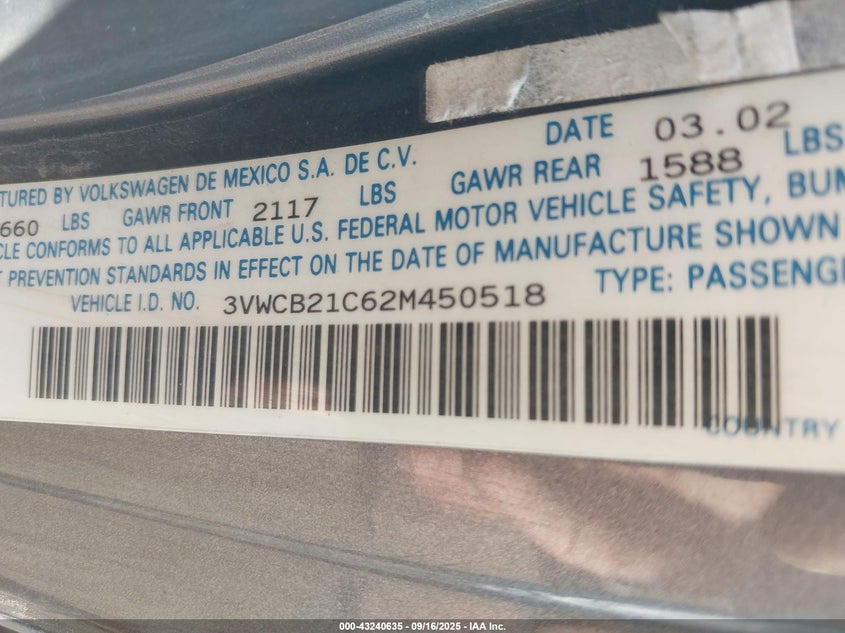 DATE 03.02
TURED BY VOLKSWAGEN DE MEXICO S.A. DE C.V.
660 LBS GAWR FRONT 2117 LBS GAWR REAR 1588 LBS
CLE CONFORMS TO ALL APPLICABLE U.S. FEDERAL MOTOR VEHICLE SAFETY, BUM
T PREVENTION STANDARDS IN EFFECT ON THE DATE OF MANUFACTURE SHOWN
VEHICLE I.D. NO. 3VWCB21C62M450518 TYPE: PASSENGE
COUNTRY
000-43240635 - 09/16/2025 - IAA Inc.